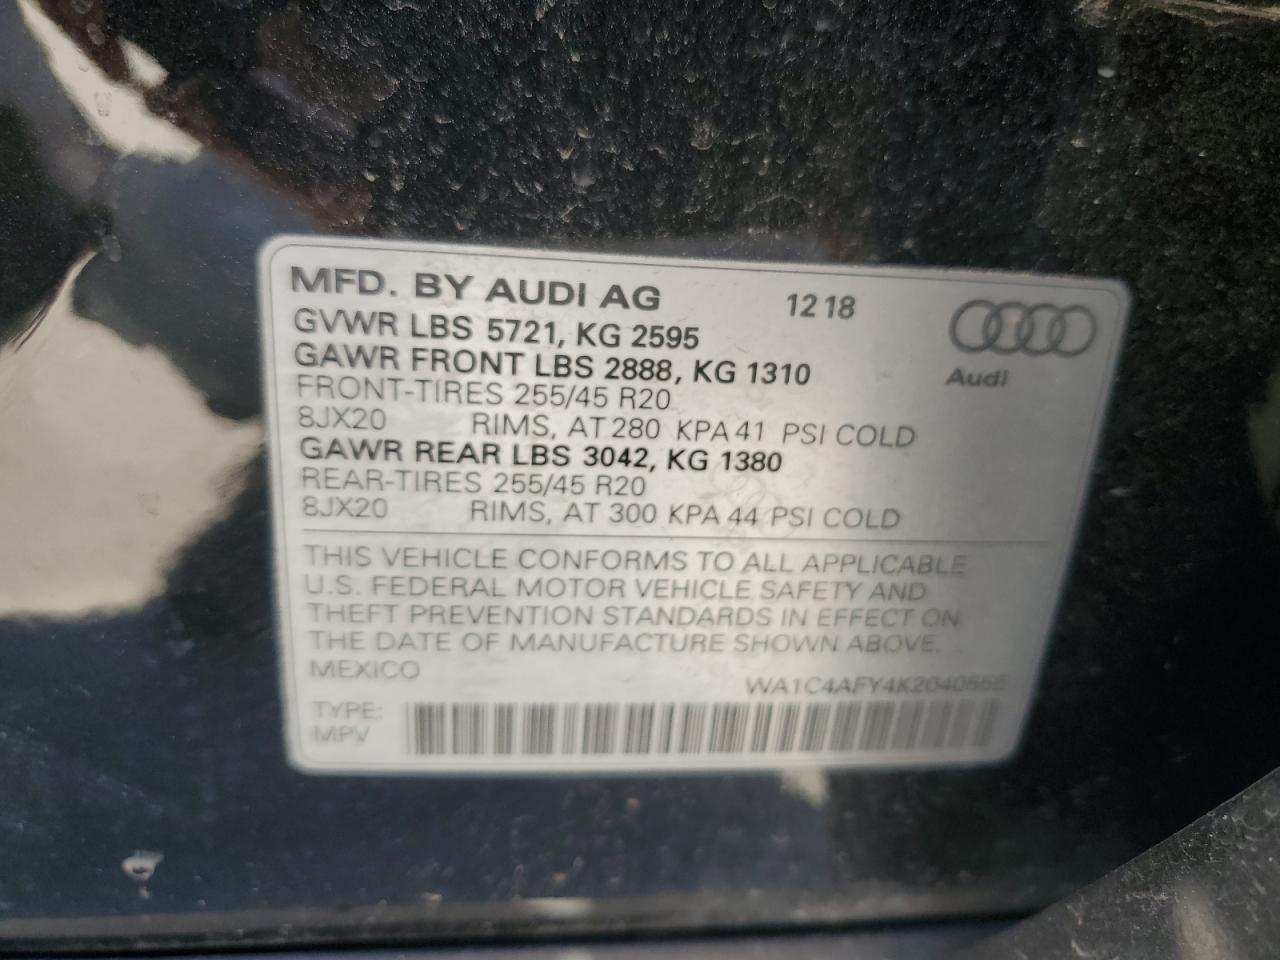 MFD. BY AUDI AG 1218
GVWR LBS 5721, KG 2595
GAWR FRONT LBS 2888, KG 1310
Audi
FRONT-TIRES 255/45 R20
8JX20 RIMS, AT 280 KPA 41 PSI COLD
GAWR REAR LBS 3042, KG 1380
REAR-TIRES 255/45 R20
8JX20 RIMS, AT 300 KPA 44 PSI COLD
THIS VEHICLE CONFORMS TO ALL APPLICABLE
U.S. FEDERAL MOTOR VEHICLE SAFETY AND
THEFT PREVENTION STANDARDS IN EFFECT ON
THE DATE OF MANUFACTURE SHOWN ABOVE.
MEXICO
TYPE:
MPV